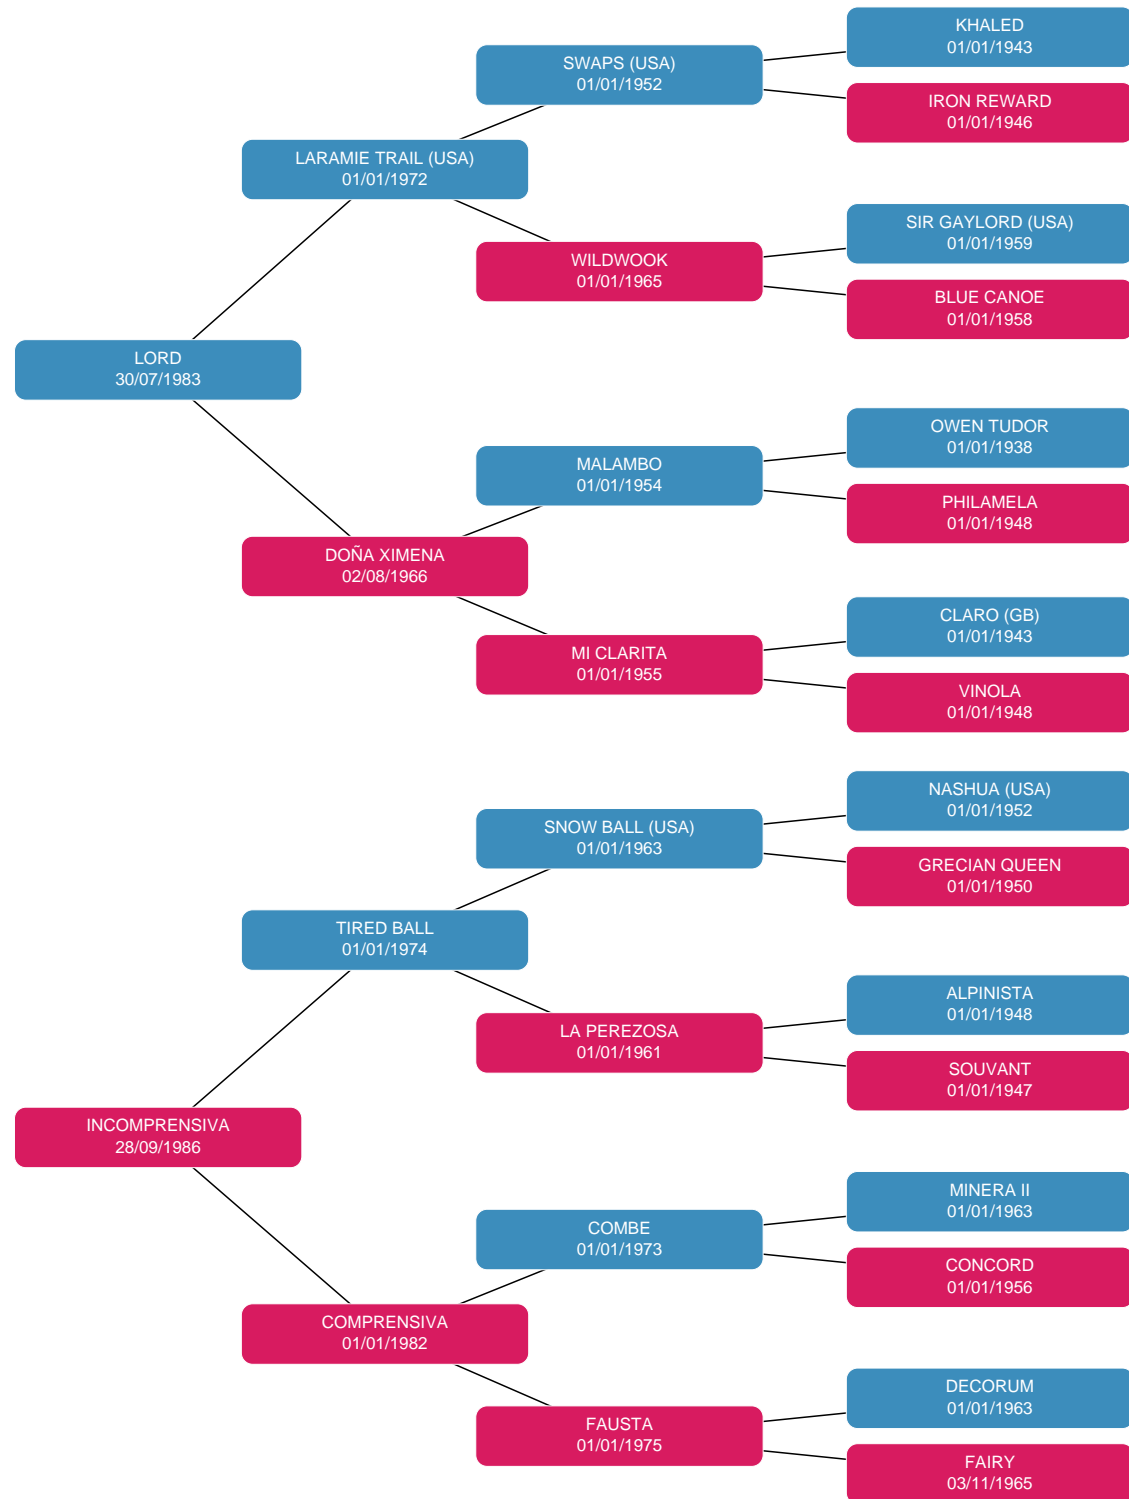 KHALED
01/01/1943
SWAPS (USA)
01/01/1952
IRON REWARD
01/01/1946
LARAMIE TRAIL (USA)
01/01/1972
SIR GAYLORD (USA)
01/01/1959
WILDWOOK
01/01/1965
BLUE CANOE
01/01/1958
LORD
30/07/1983
OWEN TUDOR
01/01/1938
MALAMBO
01/01/1954
PHILAMELA
01/01/1948
DOÑA XIMENA
02/08/1966
CLARO (GB)
01/01/1943
MI CLARITA
01/01/1955
VINOLA
01/01/1948
NASHUA (USA)
01/01/1952
SNOW BALL (USA)
01/01/1963
GRECIAN QUEEN
01/01/1950
TIRED BALL
01/01/1974
ALPINISTA
01/01/1948
LA PEREZOSA
01/01/1961
SOUVANT
01/01/1947
INCOMPRENSIVA
28/09/1986
MINERA II
01/01/1963
COMBE
01/01/1973
CONCORD
01/01/1956
COMPRENSIVA
01/01/1982
DECORUM
01/01/1963
FAUSTA
01/01/1975
FAIRY
03/11/1965